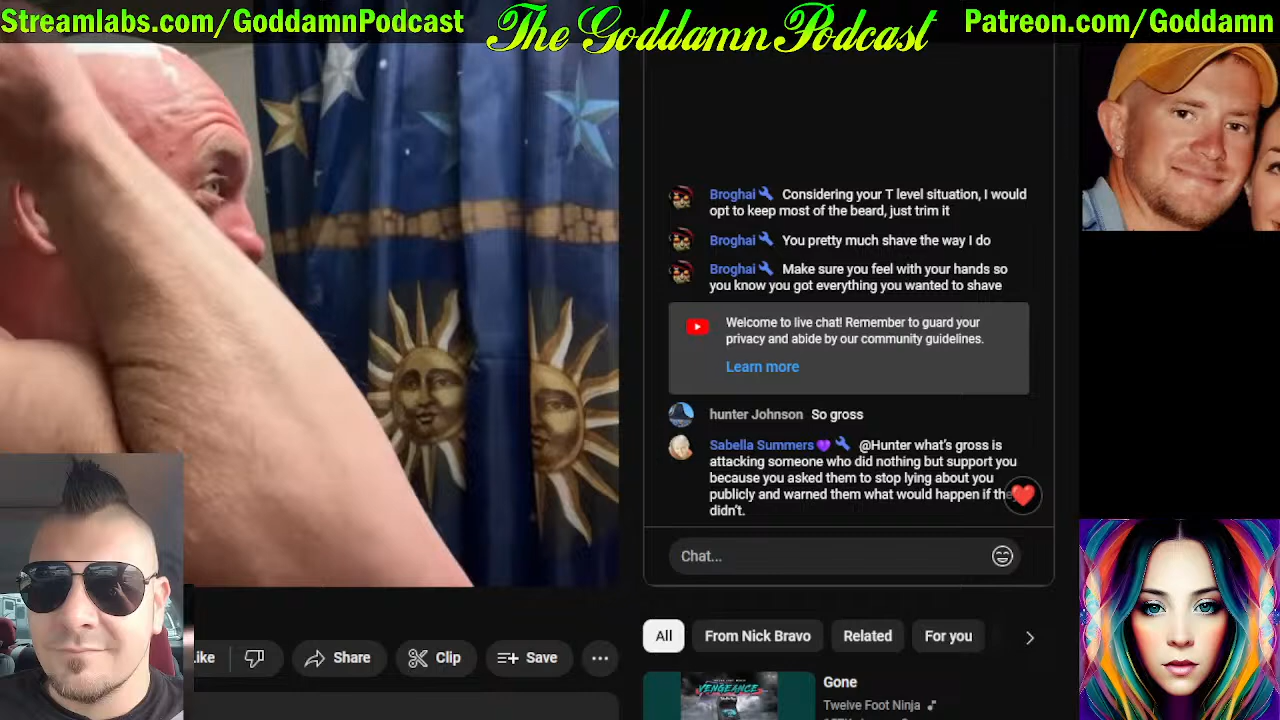 Streamlabs.com/GoddamnPodcast
The Goddamn Podcast
Patreon.com/Goddamn
Broghai Considering your T level situation, I would
opt to keep most of the beard, just trim it
Broghai You pretty much shave the way I do
Broghai Make sure you feel with your hands so
you know you got everything you wanted to shave
Welcome to live chat! Remember to guard your
privacy and abide by our community guidelines.
Learn more
hunter Johnson So gross
Sabella Summers @Hunter what's gross is
attacking someone who did nothing but support you
because you asked them to stop lying about you
publicly and warned them what would happen if
didn't.
Chat...
Share
Clip
Save
All
From Nick Bravo
Related
For you
VENGEANCE
Gone
Twelve Foot Ninja